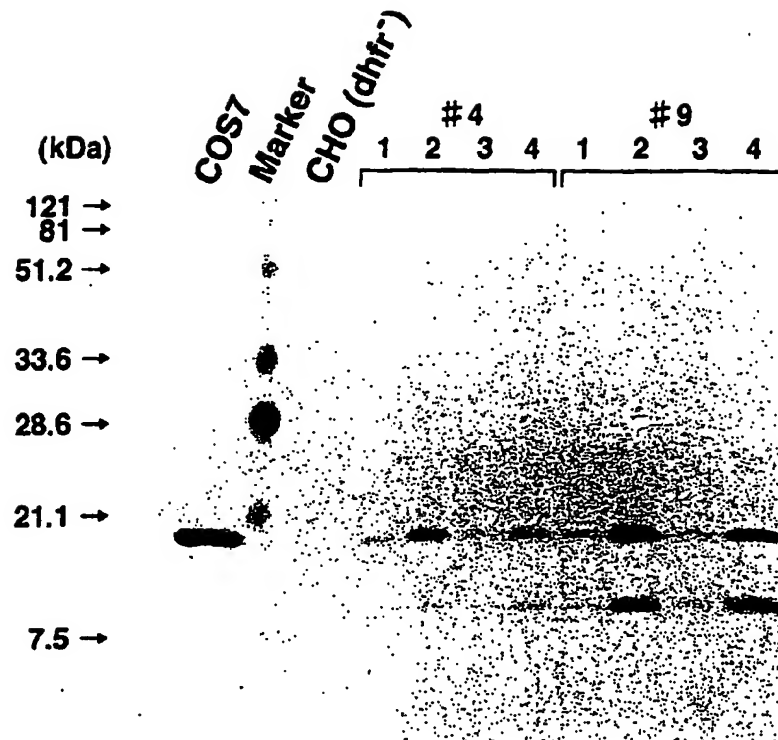 COS7
Marker
CHO (dhfr⁻)
#4 #9
(kDa) 1 2 3 4 1 2 3 4
121 →
81 →
51.2 →
33.6 →
28.6 →
21.1 →
7.5 →